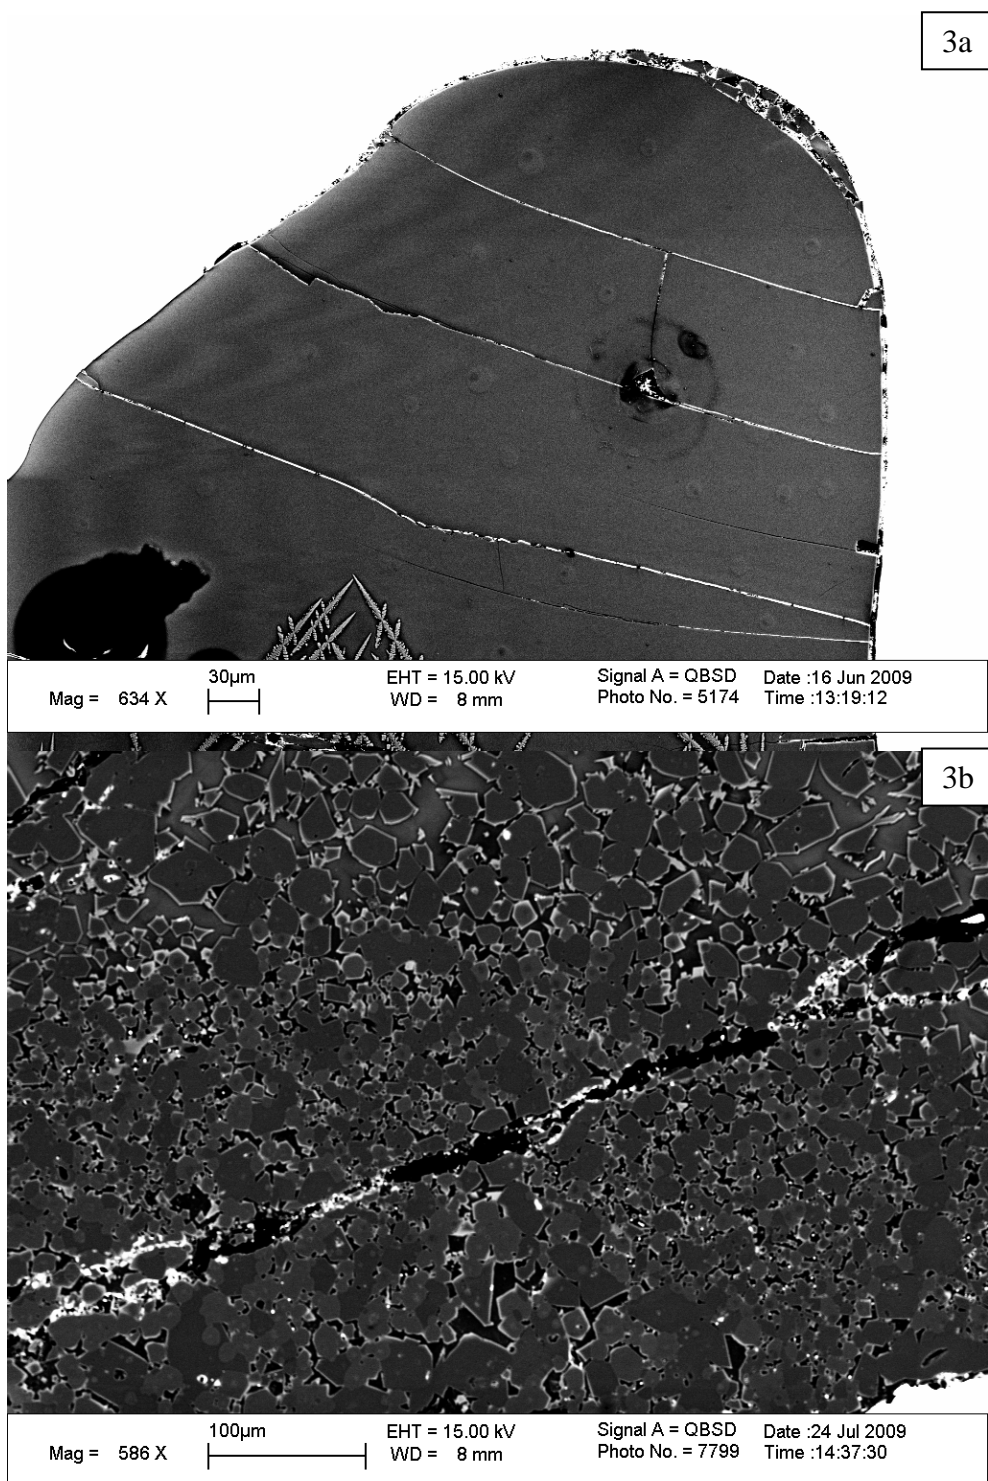 3a
30µm
Mag = 634 X
EHT = 15.00 kV
WD = 8 mm
Signal A = QBSD
Photo No. = 5174
Date :16 Jun 2009
Time :13:19:12
3b
100µm
Mag = 586 X
EHT = 15.00 kV
WD = 8 mm
Signal A = QBSD
Photo No. = 7799
Date :24 Jul 2009
Time :14:37:30